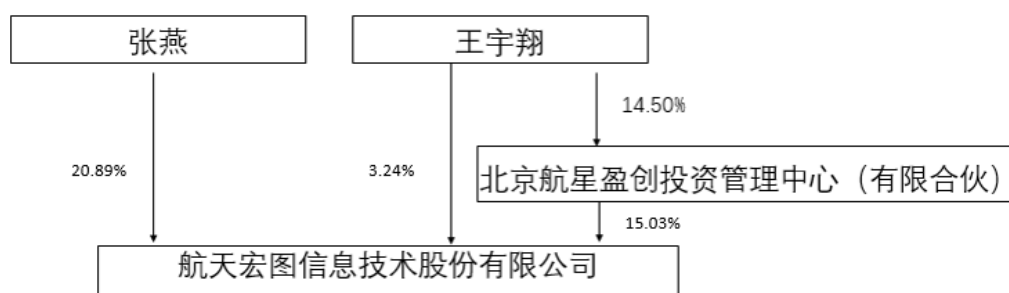 张燕
王宇翔
14.50%
20.89%
3.24%
北京航星盈创投资管理中心（有限合伙）
15.03%
航天宏图信息技术股份有限公司